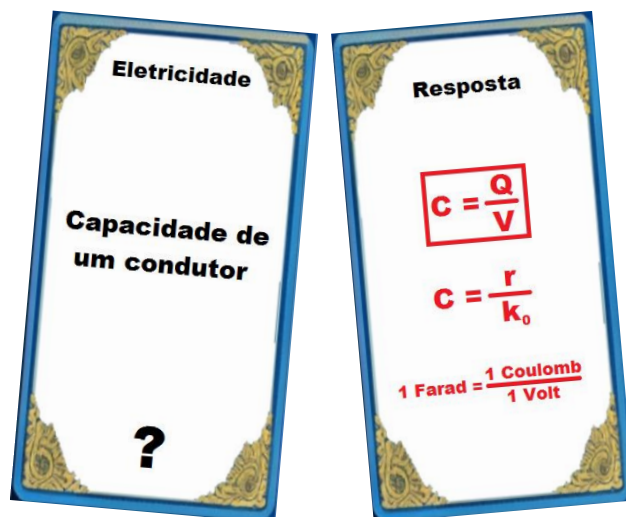 Eletricidade
Capacidade de
um condutor
?
Resposta
C = Q/V
C = r/k₀
1 Farad = 1 Coulomb/1 Volt